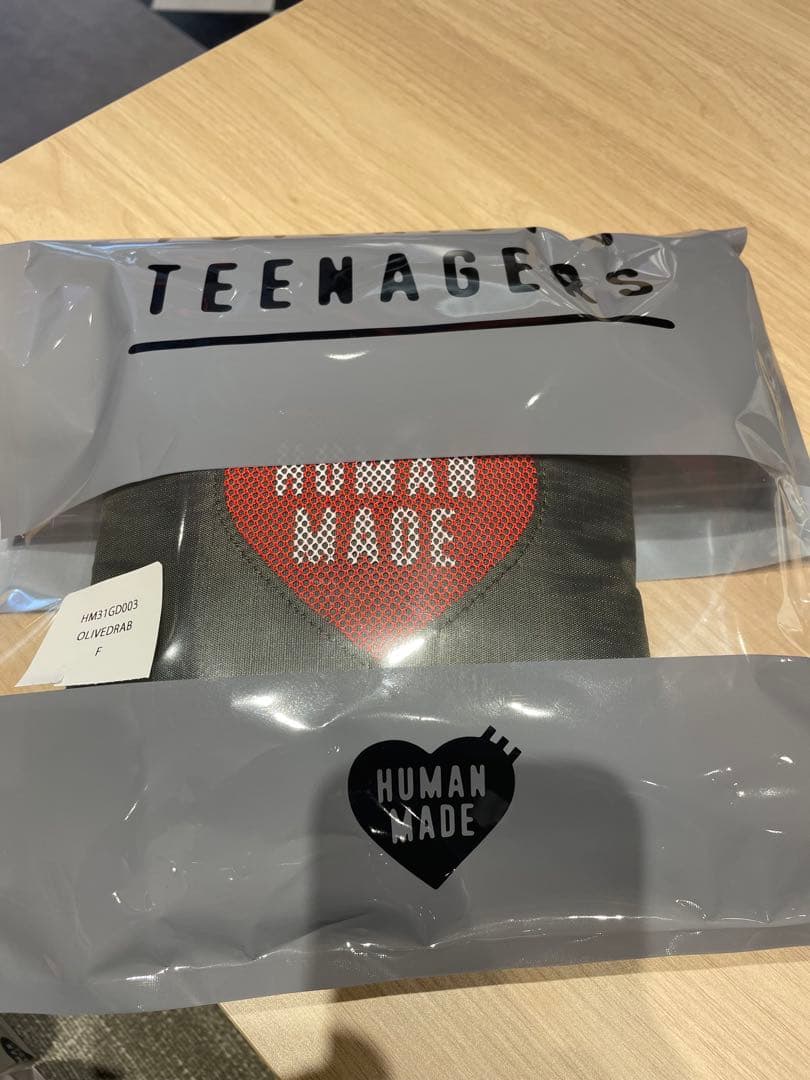 TEENAGERS
HUMAN
MADE
HM31GD003
OLIVEDRAB
F
HUMAN
MADE